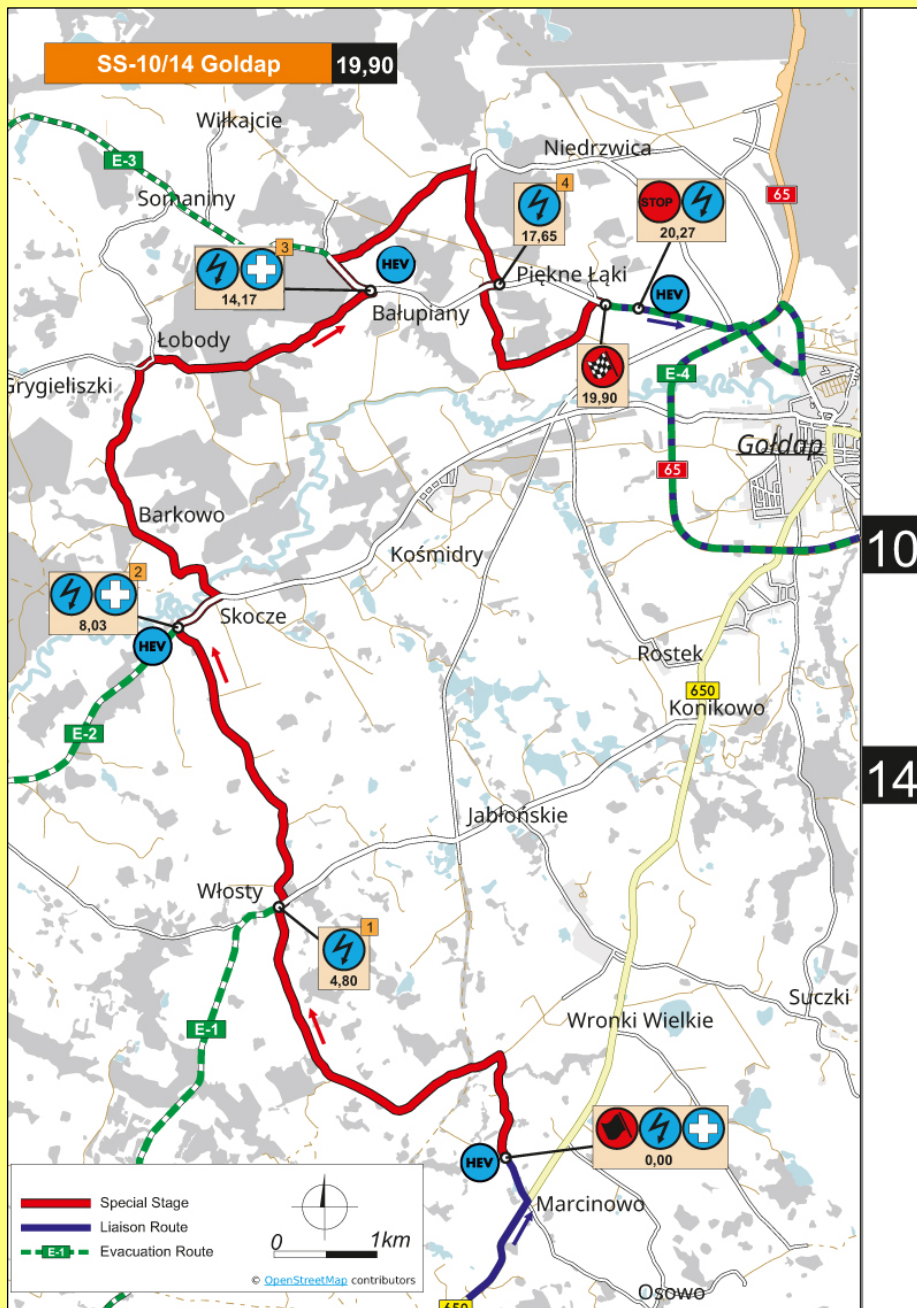 SS-10/14 Goldap 19,90
Wiłkajcie
E-3
Niedrzwica
Somaniny
65
4
17,65
STOP
20,27
3
14,17
HEV
Piękne Łąki
HEV
Bałupiany
Łobody
Grygieliszki
19,90
E-4
Gołdap
65
Barkowo
10
Kośmidry
2
8,03
Skocze
HEV
Rostek
650
Konikowo
E-2
14
Jabłońskie
Włosty
1
4,80
Suczki
E-1
Wronki Wielkie
0,00
HEV
Special Stage
Liaison Route
E-1 Evacuation Route
0 1km
© OpenStreetMap contributors
Marcinowo
Osowo
650